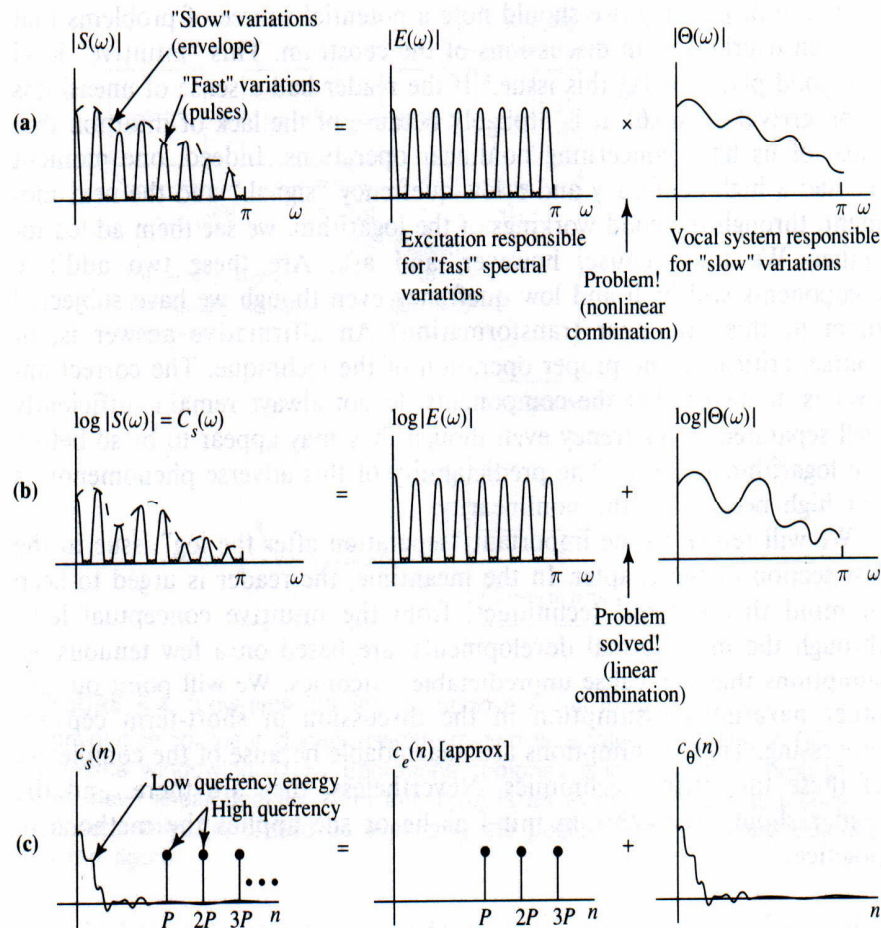 |S(ω)|
"Slow" variations
(envelope)
"Fast" variations
(pulses)
|E(ω)|
|Θ(ω)|
(a)
=
×
π ω
π ω
π ω
Excitation responsible
for "fast" spectral
variations
Problem!
(nonlinear
combination)
Vocal system responsible
for "slow" variations
log |S(ω)| = C_s(ω)
log|E(ω)|
log|Θ(ω)|
(b)
=
+
π ω
π ω
π ω
Problem
solved!
(linear
combination)
c_s(n)
Low quefrency energy
High quefrency
c_e(n) [approx]
c_θ(n)
(c)
=
+
P 2P 3P n
P 2P 3P n
n